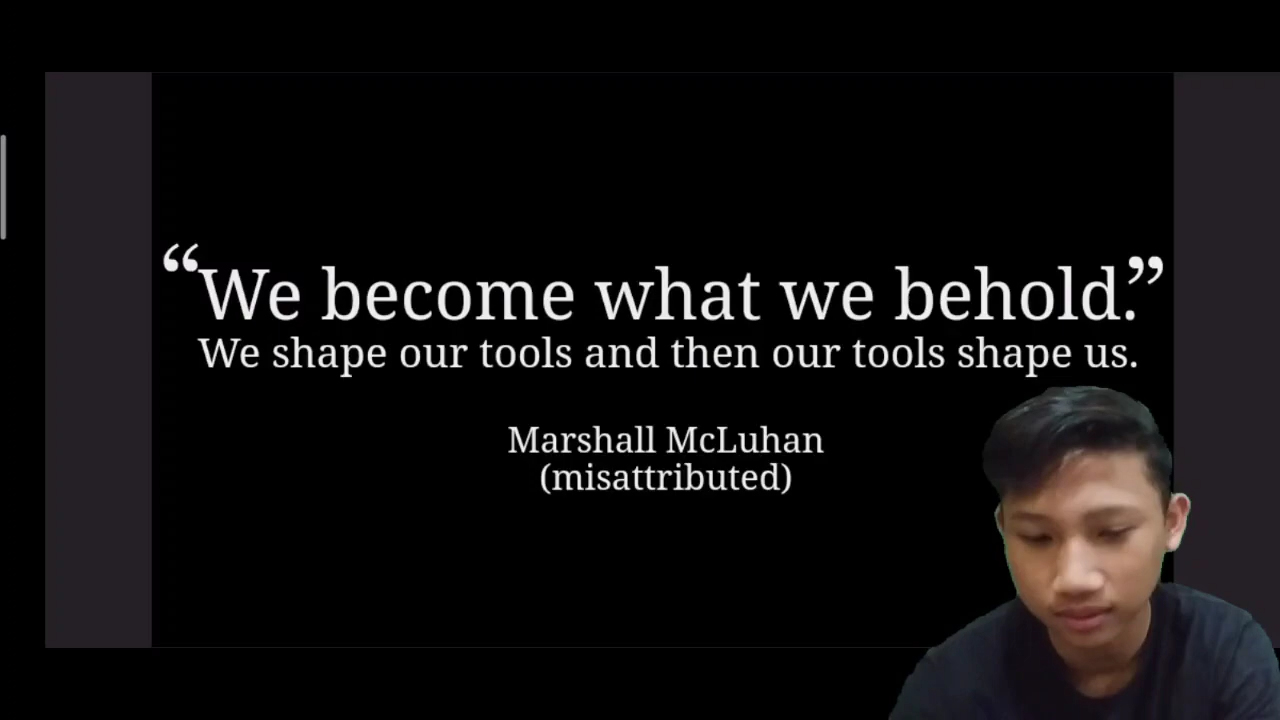 “We become what we behold.”
We shape our tools and then our tools shape us.
Marshall McLuhan
(misattributed)